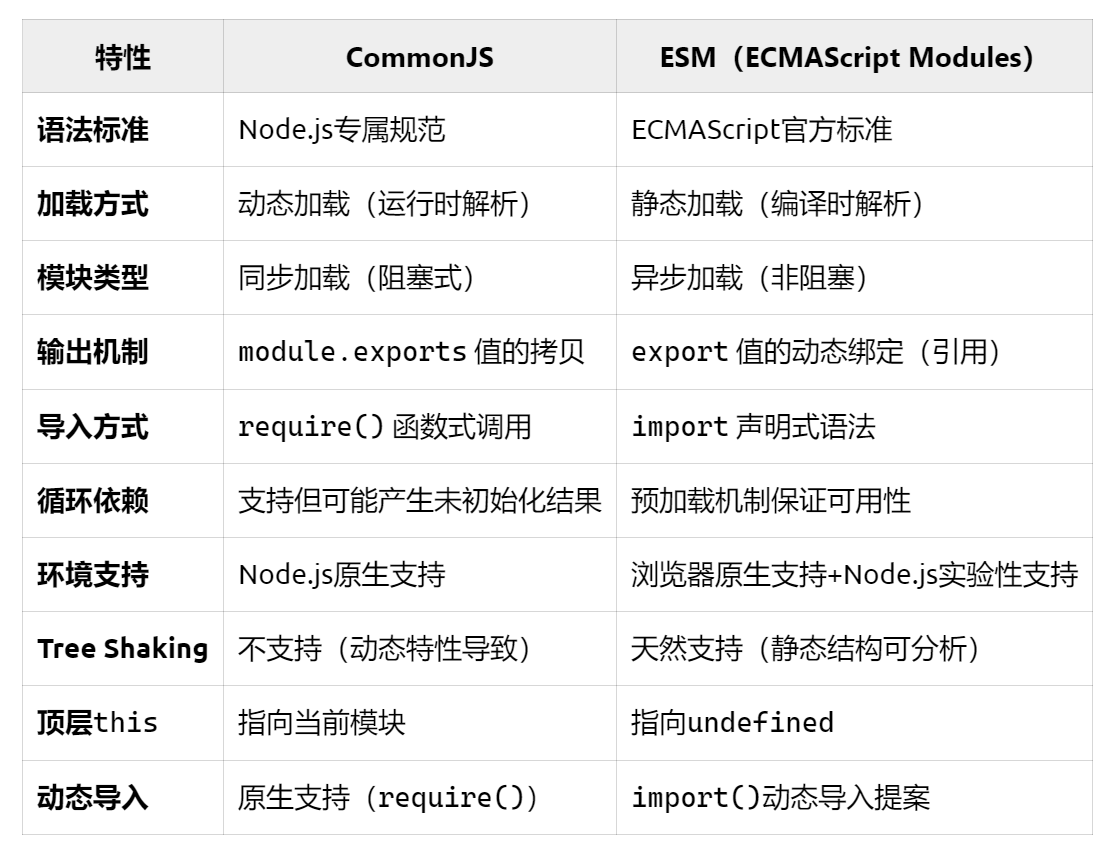 特性 CommonJS ESM（ECMAScript Modules）
语法标准 Node.js专属规范 ECMAScript官方标准
加载方式 动态加载（运行时解析） 静态加载（编译时解析）
模块类型 同步加载（阻塞式） 异步加载（非阻塞）
输出机制 module.exports 值的拷贝 export 值的动态绑定（引用）
导入方式 require() 函数式调用 import 声明式语法
循环依赖 支持但可能产生未初始化结果 预加载机制保证可用性
环境支持 Node.js原生支持 浏览器原生支持+Node.js实验性支持
Tree Shaking 不支持（动态特性导致） 天然支持（静态结构可分析）
顶层this 指向当前模块 指向undefined
动态导入 原生支持（require()） import()动态导入提案